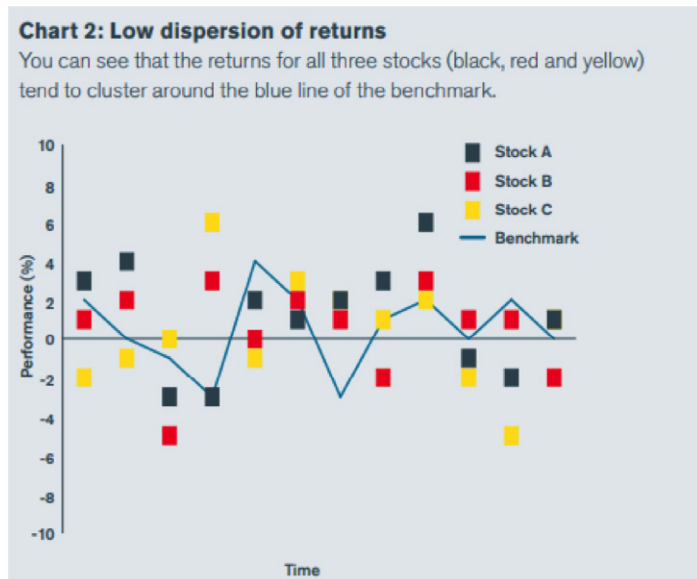 Chart 2: Low dispersion of returns
You can see that the returns for all three stocks (black, red and yellow)
tend to cluster around the blue line of the benchmark.
Stock A
Stock B
Stock C
Benchmark
Performance (%)
10
8
6
4
2
0
-2
-4
-6
-8
-10
Time